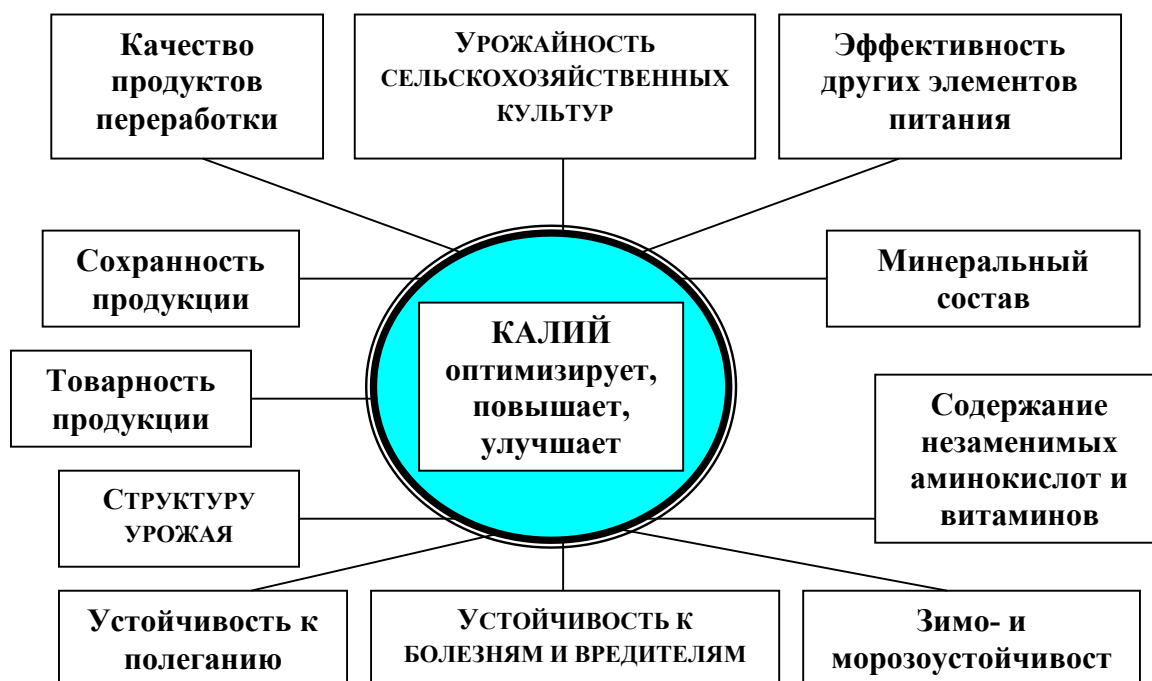 Качество
продуктов
переработки
УРОЖАЙНОСТЬ
СЕЛЬСКОХОЗЯЙСТВЕННЫХ
КУЛЬТУР
Эффективность
других элементов
питания
Сохранность
продукции
Минеральный
состав
КАЛИЙ
оптимизирует,
повышает,
улучшает
Товарность
продукции
Содержание
незаменимых
аминокислот и
витаминов
СТРУКТУРУ
УРОЖАЯ
Устойчивость к
полеганию
УСТОЙЧИВОСТЬ К
БОЛЕЗНЯМ И ВРЕДИТЕЛЯМ
Зимо- и
морозоустойчивост